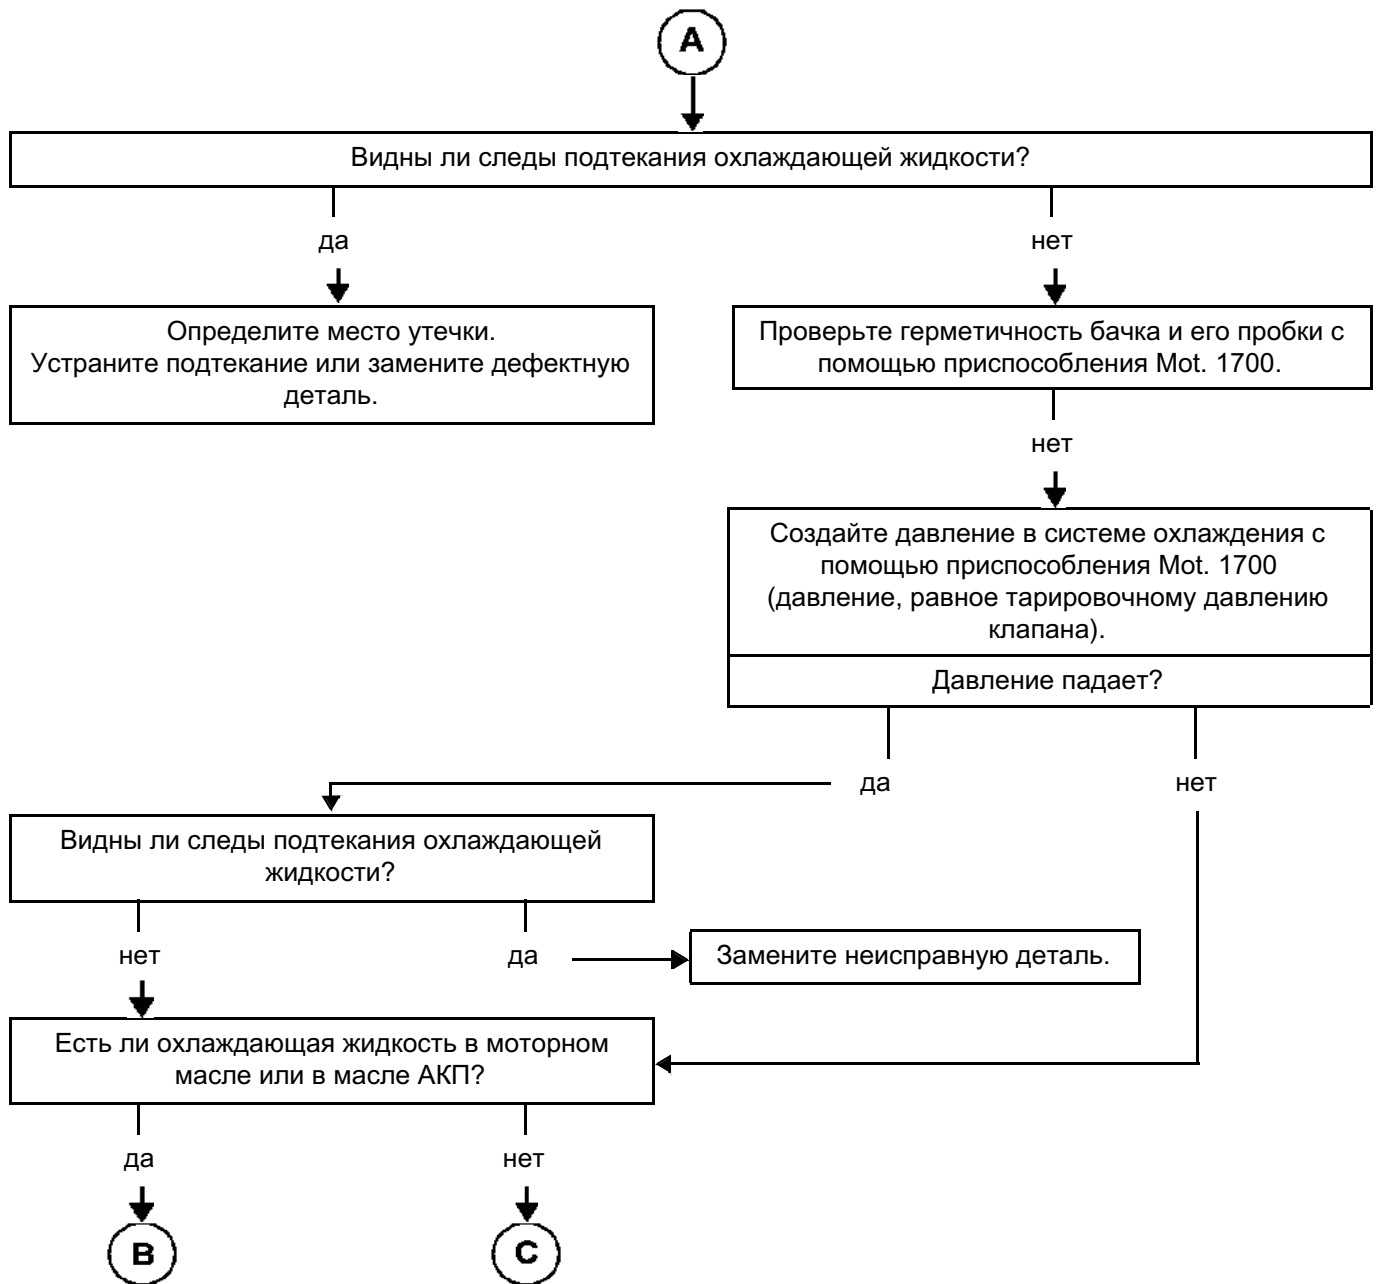 A
Видны ли следы подтекания охлаждающей жидкости?
да
нет
Определите место утечки.
Устраните подтекание или замените дефектную
деталь.
Проверьте герметичность бачка и его пробки с
помощью приспособления Mot. 1700.
нет
Создайте давление в системе охлаждения с
помощью приспособления Mot. 1700
(давление, равное тарировочному давлению
клапана).
Давление падает?
да
нет
Видны ли следы подтекания охлаждающей
жидкости?
нет
да
Замените неисправную деталь.
Есть ли охлаждающая жидкость в моторном
масле или в масле АКП?
да
нет
B
C